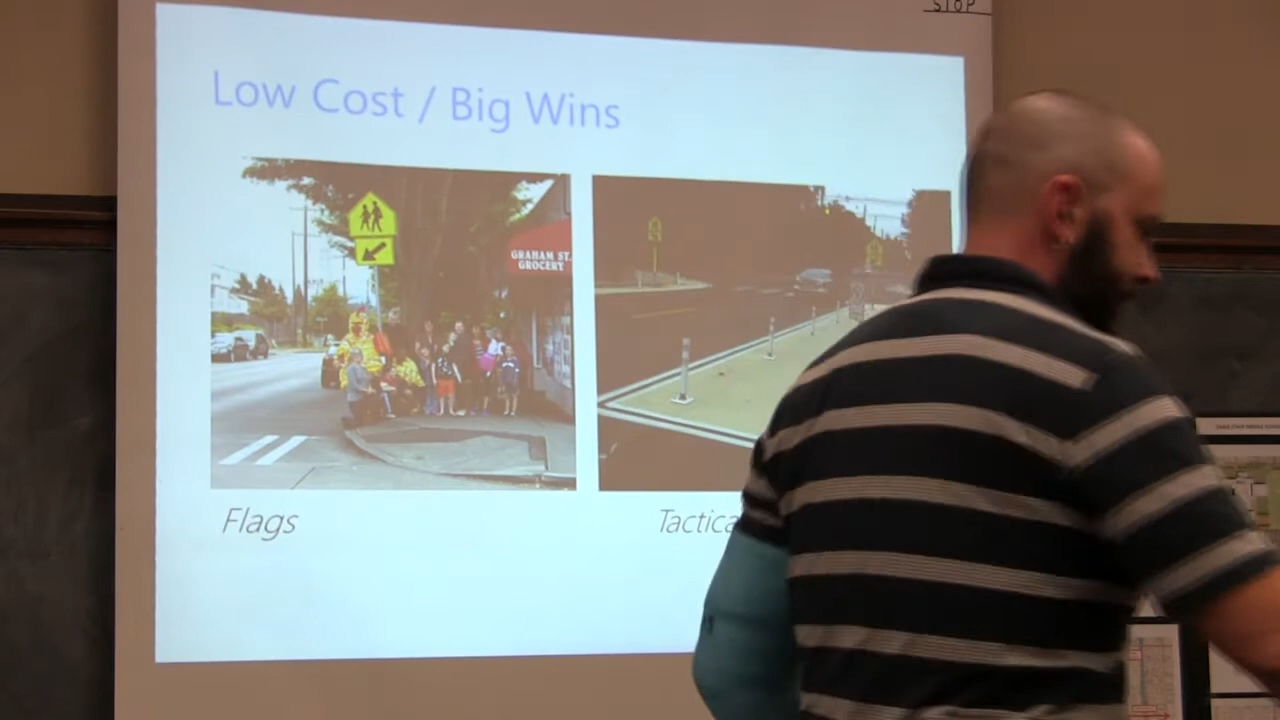 STOP
Low Cost / Big Wins
GRAHAM ST.
GROCERY
Flags
Tactica